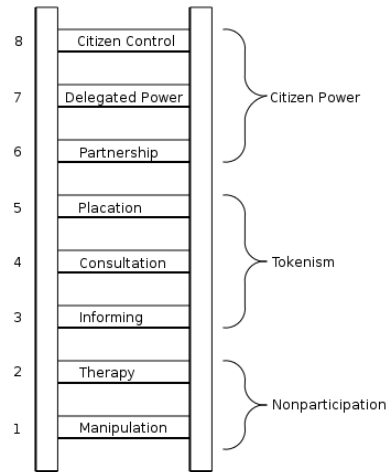 8 Citizen Control
7 Delegated Power
Citizen Power
6 Partnership
5 Placation
4 Consultation
Tokenism
3 Informing
2 Therapy
Nonparticipation
1 Manipulation